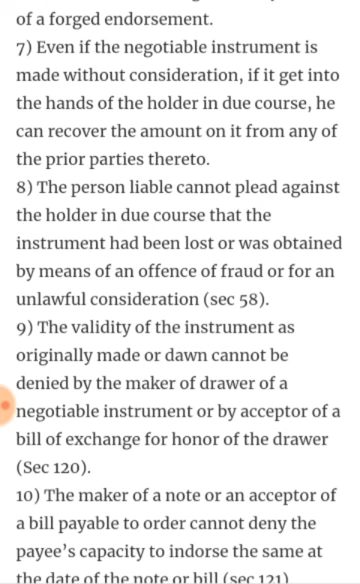 of a forged endorsement.
7) Even if the negotiable instrument is
made without consideration, if it get into
the hands of the holder in due course, he
can recover the amount on it from any of
the prior parties thereto.
8) The person liable cannot plead against
the holder in due course that the
instrument had been lost or was obtained
by means of an offence of fraud or for an
unlawful consideration (sec 58).
9) The validity of the instrument as
originally made or dawn cannot be
denied by the maker of drawer of a
negotiable instrument or by acceptor of a
bill of exchange for honor of the drawer
(Sec 120).
10) The maker of a note or an acceptor of
a bill payable to order cannot deny the
payee’s capacity to indorse the same at
the date of the note or bill (sec 121)